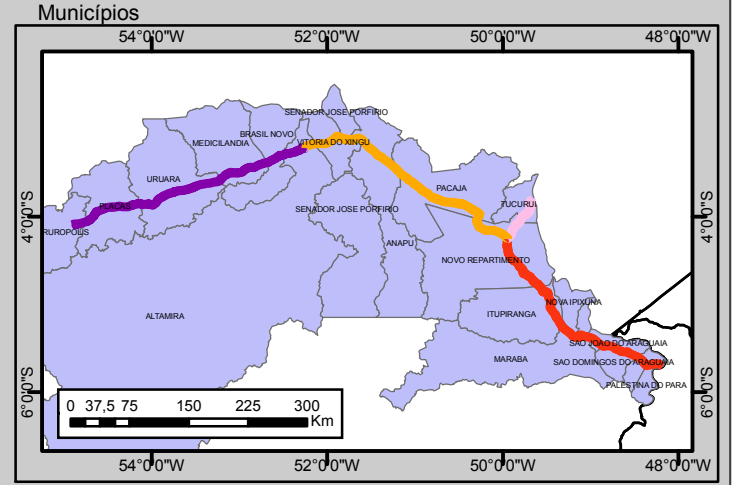 Municípios
54°0'0"W 52°0'0"W 50°0'0"W 48°0'0"W
SENADOR JOSE PORFIRIO
BRASIL NOVO
MEDICILANDIA
VITORIA DO XINGU
URUARA
PACAJA
PLACAS
TUCURUI
SENADOR JOSE PORFIRIO
4°0'0"S 4°0'0"S
RUROPOLIS
ANAPU
NOVO REPARTIMENTO
NOVA IPIXUNA
ALTAMIRA
ITUPIRANGA
SAO JOAO DO ARAGUAIA
MARABA
SAO DOMINGOS DO ARAGUAIA
PALESTINA DO PARA
6°0'0"S
0 37,5 75 150 225 300
Km
54°0'0"W 52°0'0"W 50°0'0"W 48°0'0"W